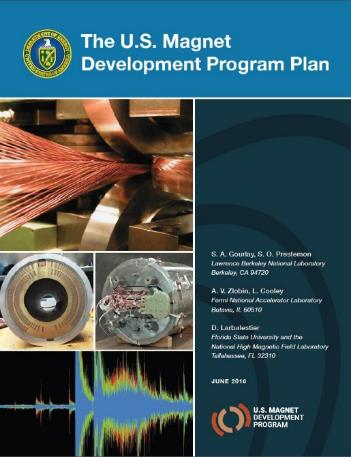 The U.S. Magnet
Development Program Plan
S. A. Gourlay, S. O. Prestemon
Lawrence Berkeley National Laboratory
Berkeley, CA 94720
A. V. Zlobin, L. Cooley
Fermi National Accelerator Laboratory
Batavia, IL 60510
D. Larbalestier
Florida State University and the
National High Magnetic Field Laboratory
Tallahassee, FL 32310
JUNE 2016
U.S. MAGNET
DEVELOPMENT
PROGRAM